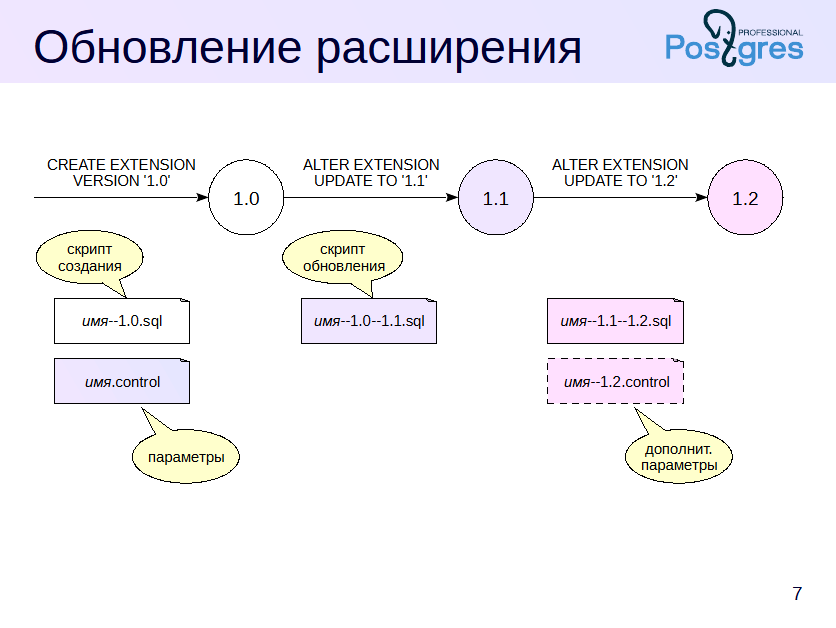 Обновление расширения
PROFESSIONAL
Postgres
CREATE EXTENSION
VERSION '1.0'
1.0
ALTER EXTENSION
UPDATE TO '1.1'
1.1
ALTER EXTENSION
UPDATE TO '1.2'
1.2
скрипт
создания
скрипт
обновления
имя--1.0.sql
имя--1.0--1.1.sql
имя--1.1--1.2.sql
имя.control
имя--1.2.control
параметры
дополнит.
параметры
7